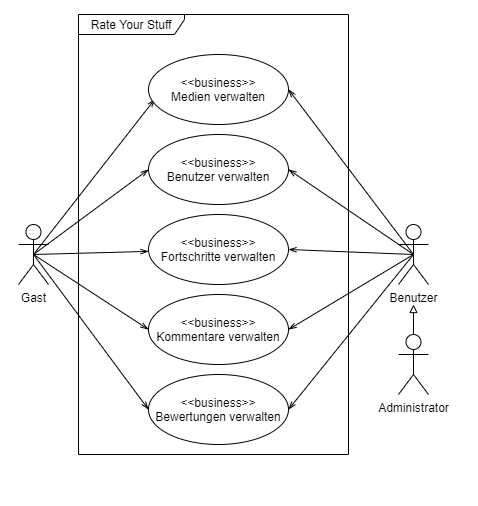 Rate Your Stuff
<<business>>
Medien verwalten
<<business>>
Benutzer verwalten
<<business>>
Fortschritte verwalten
<<business>>
Kommentare verwalten
<<business>>
Bewertungen verwalten
Gast
Benutzer
Administrator